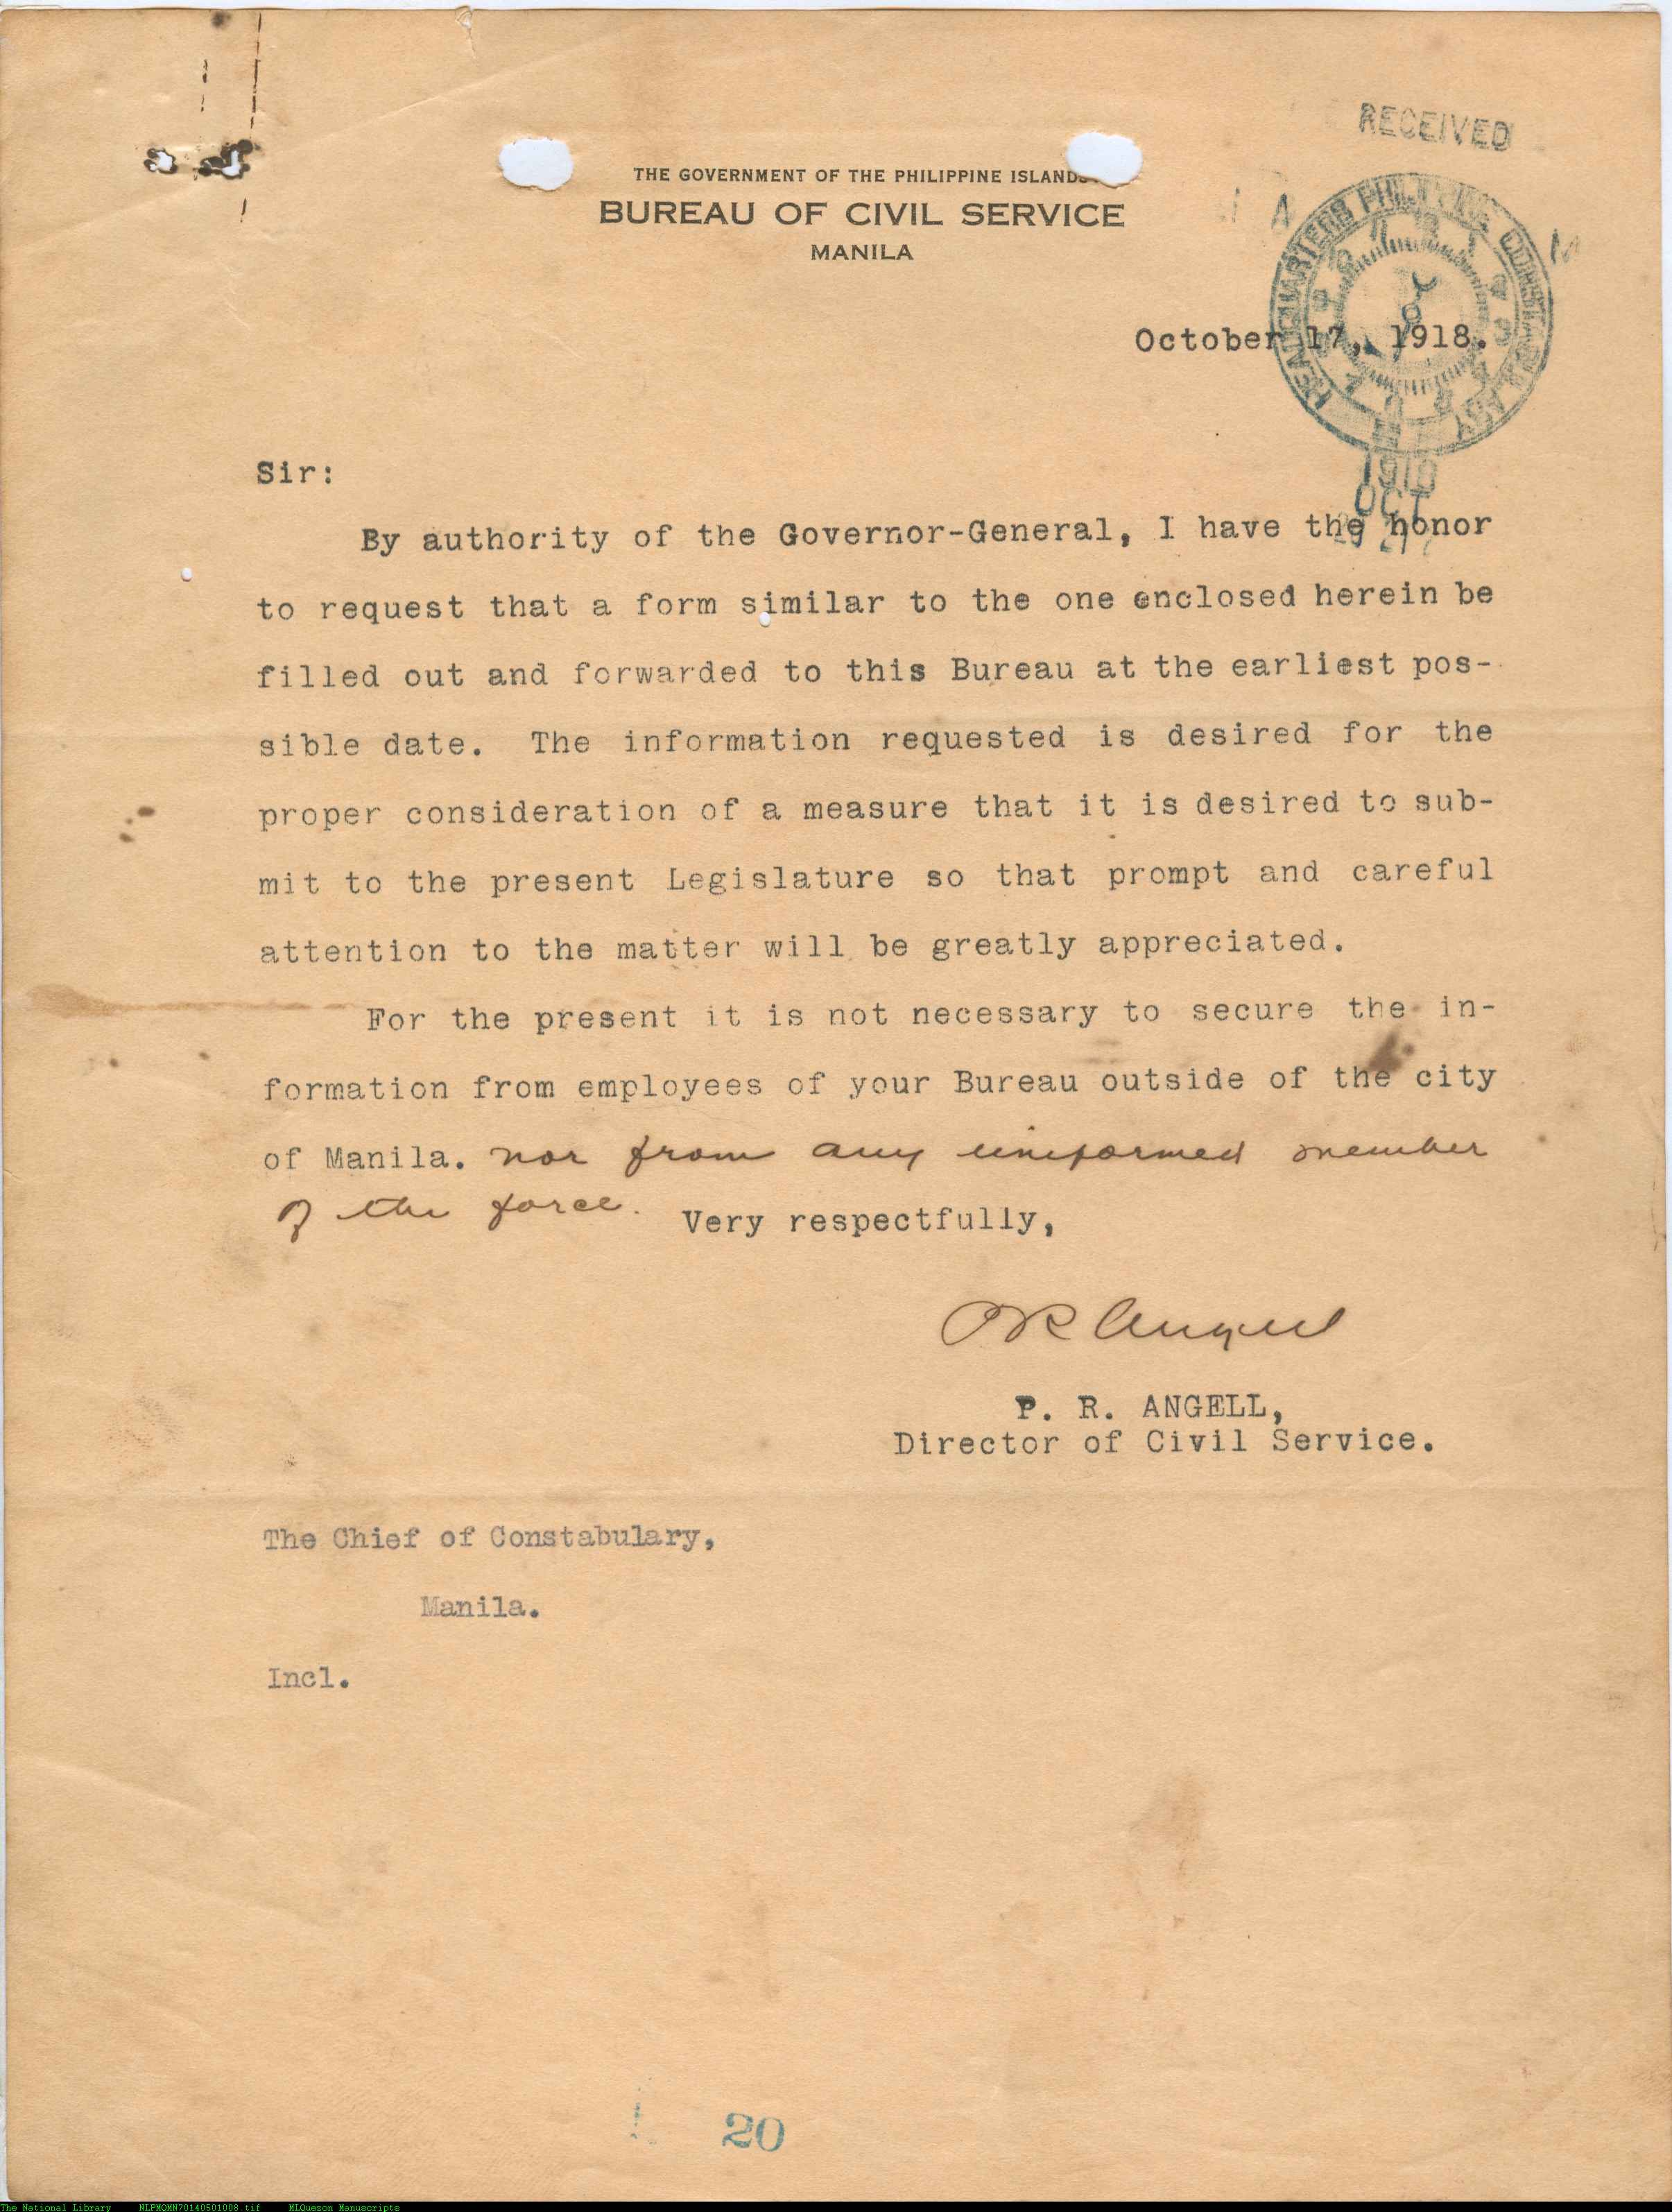 RECEIVED
THE GOVERNMENT OF THE PHILIPPINE ISLANDS
BUREAU OF CIVIL SERVICE
MANILA
A M
HEADQUARTERS PHILIPPINE CONSTABULARY
October 17, 1918.
1918
OCT
Sir:
By authority of the Governor-General, I have the honor
to request that a form similar to the one enclosed herein be
filled out and forwarded to this Bureau at the earliest pos-
sible date. The information requested is desired for the
proper consideration of a measure that it is desired to sub-
mit to the present Legislature so that prompt and careful
attention to the matter will be greatly appreciated.
For the present it is not necessary to secure the in-
formation from employees of your Bureau outside of the city
of Manila. nor from any uniformed member
of the force. Very respectfully,
P R Angell
P. R. ANGELL,
Director of Civil Service.
The Chief of Constabulary,
Manila.
Incl.
20
The National Library NLPMQMN70140501008.tif MLQuezon Manuscripts